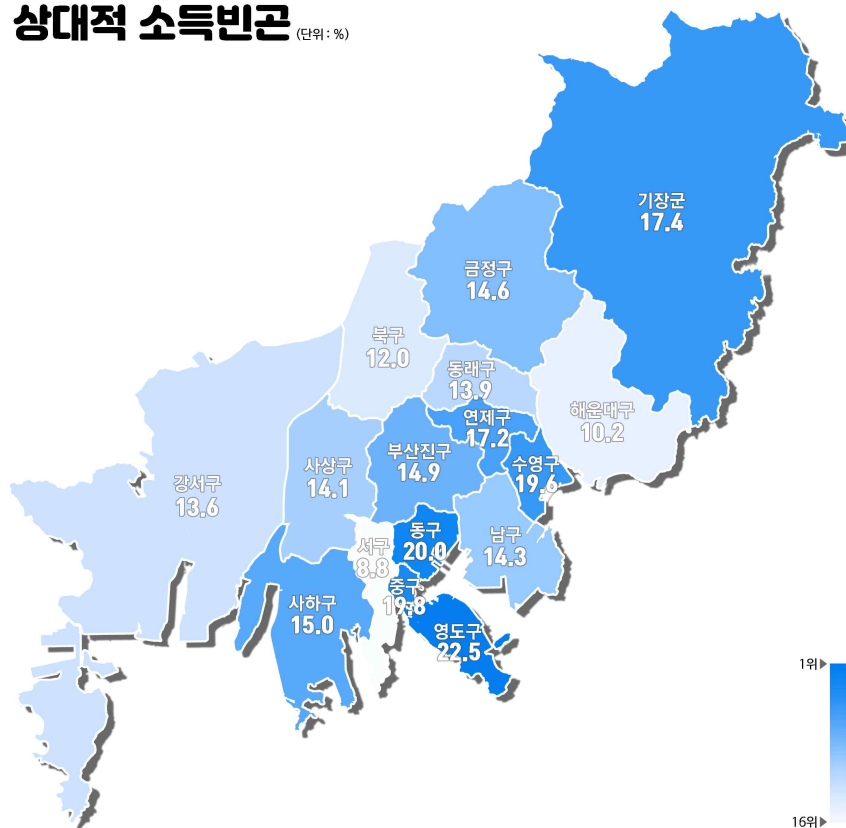 상대적 소득빈곤 (단위 : %)
기장군
17.4
금정구
14.6
북구
12.0
동래구
13.9
해운대구
10.2
연제구
17.2
부산진구
14.9
수영구
19.6
사상구
14.1
강서구
13.6
동구
20.0
남구
14.3
서구
8.8
중구
19.8
사하구
15.0
영도구
22.5
1위▶
16위▶